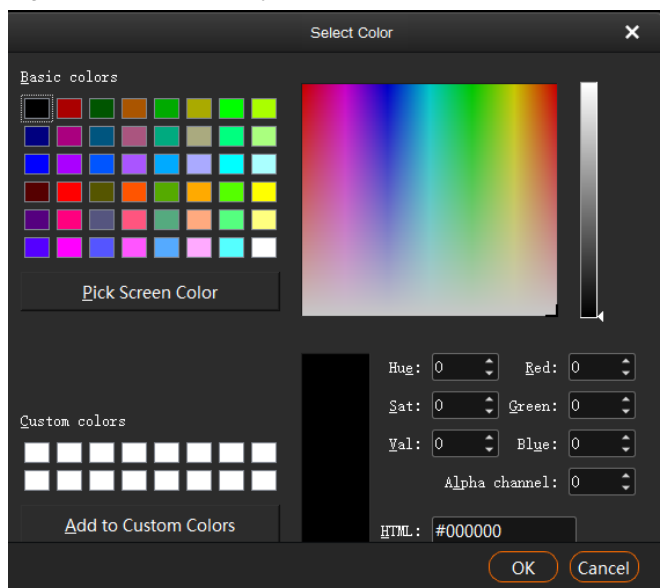 Select Color
Basic colors
Pick Screen Color
Hue: 0 Red: 0
Sat: 0 Green: 0
Val: 0 Blue: 0
Alpha channel: 0
Custom colors
Add to Custom Colors
HTML: #000000
OK Cancel